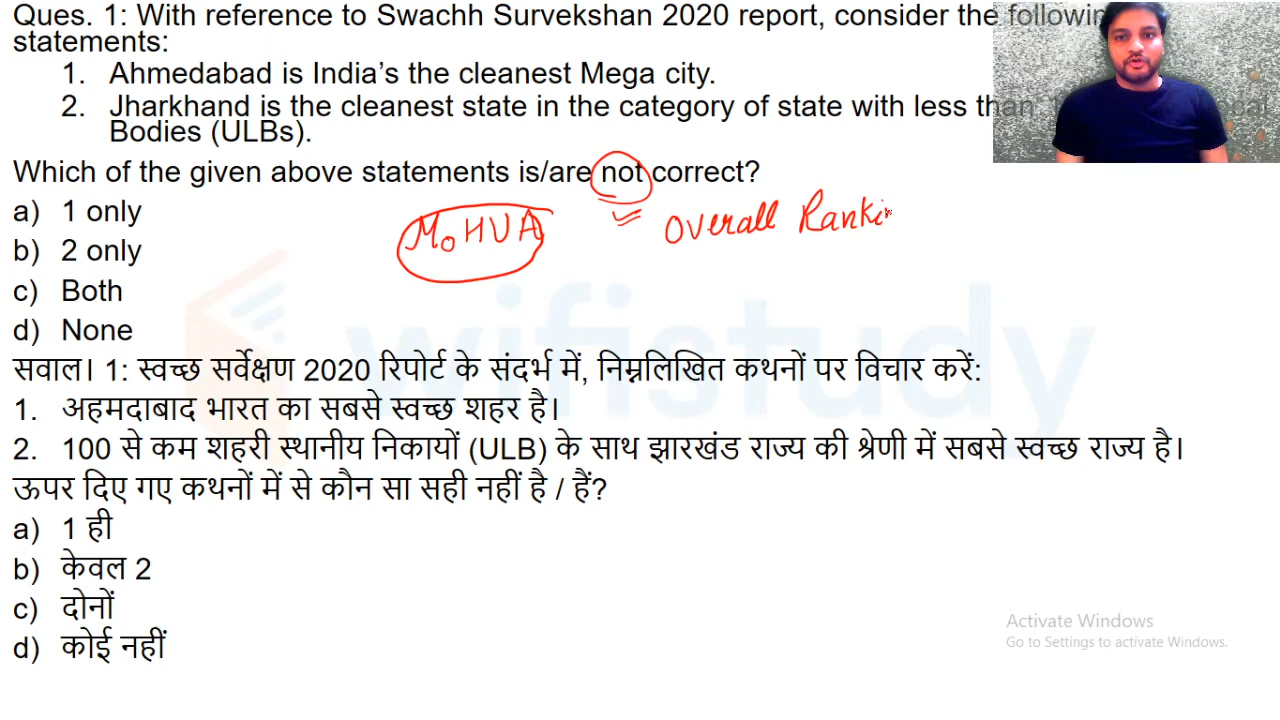 Ques. 1: With reference to Swachh Survekshan 2020 report, consider the
statements:
1. Ahmedabad is India's the cleanest Mega city.
2. Jharkhand is the cleanest state in the category of state with less than
Bodies (ULBs).
Which of the given above statements is/are not correct?
a) 1 only
MoHUA
Overall Ranki
b) 2 only
c) Both
d) None
wifistudy
सवाल। 1: स्वच्छ सर्वेक्षण 2020 रिपोर्ट के संदर्भ में, निम्नलिखित कथनों पर विचार करें:
1. अहमदाबाद भारत का सबसे स्वच्छ शहर है।
2. 100 से कम शहरी स्थानीय निकायों (ULB) के साथ झारखंड राज्य की श्रेणी में सबसे स्वच्छ राज्य है।
ऊपर दिए गए कथनों में से कौन सा सही नहीं है / हैं?
a) 1 ही
b) केवल 2
c) दोनों
d) कोई नहीं
Activate Windows
Go to Settings to activate Windows.